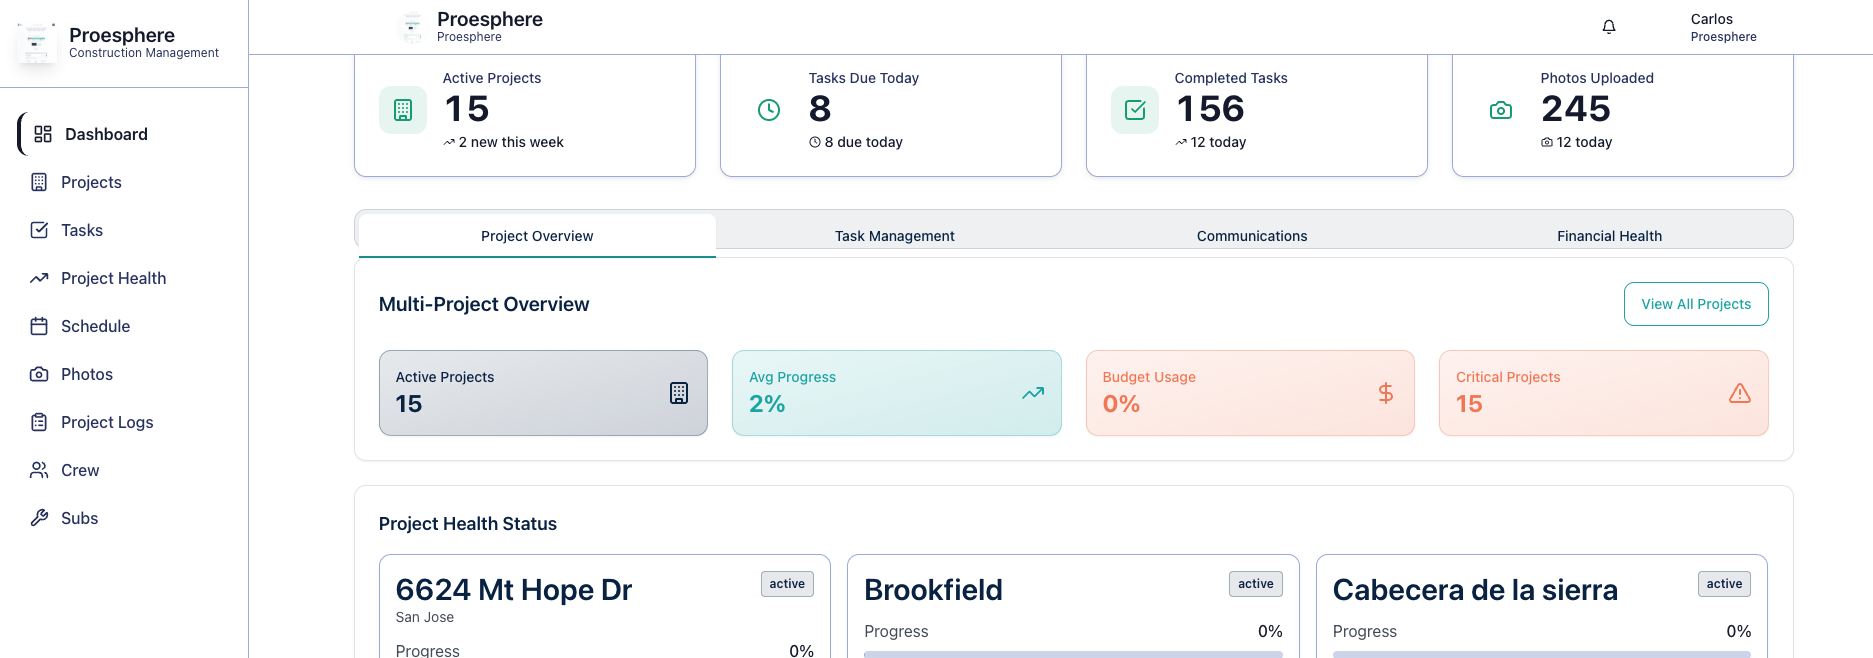 Proesphere
Construction Management
Dashboard
Projects
Tasks
Project Health
Schedule
Photos
Project Logs
Crew
Subs
Proesphere
Proesphere
Carlos
Proesphere
Active Projects
15
2 new this week
Tasks Due Today
8
8 due today
Completed Tasks
156
12 today
Photos Uploaded
245
12 today
Project Overview
Task Management
Communications
Financial Health
Multi-Project Overview
View All Projects
Active Projects
15
Avg Progress
2%
Budget Usage
0%
Critical Projects
15
Project Health Status
6624 Mt Hope Dr
active
San Jose
Progress
0%
Brookfield
active
Progress
0%
Cabecera de la sierra
active
Progress
0%